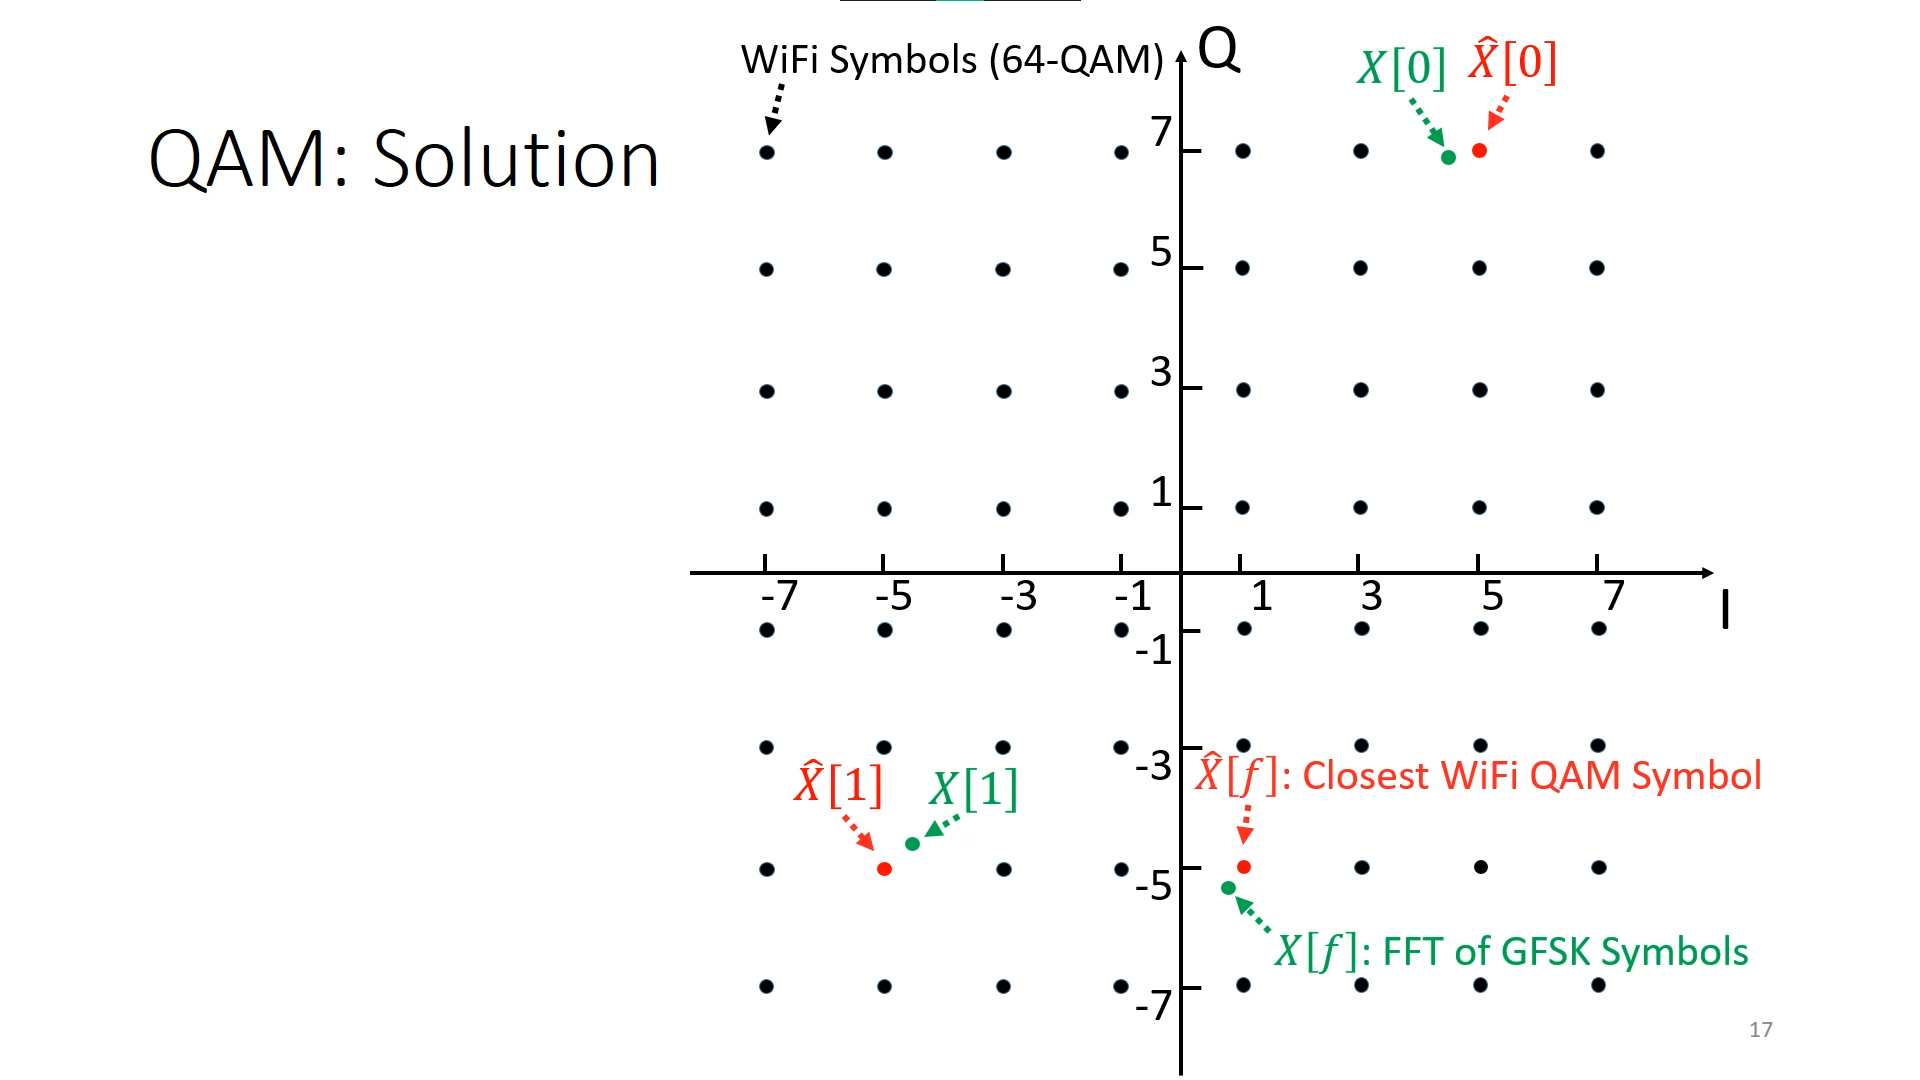 WiFi Symbols (64-QAM)
Q
X[0] X̂[0]
QAM: Solution
7
5
3
1
-7 -5 -3 -1 1 3 5 7
I
-1
-3
X̂[f]: Closest WiFi QAM Symbol
X̂[1] X[1]
-5
X[f]: FFT of GFSK Symbols
-7
17